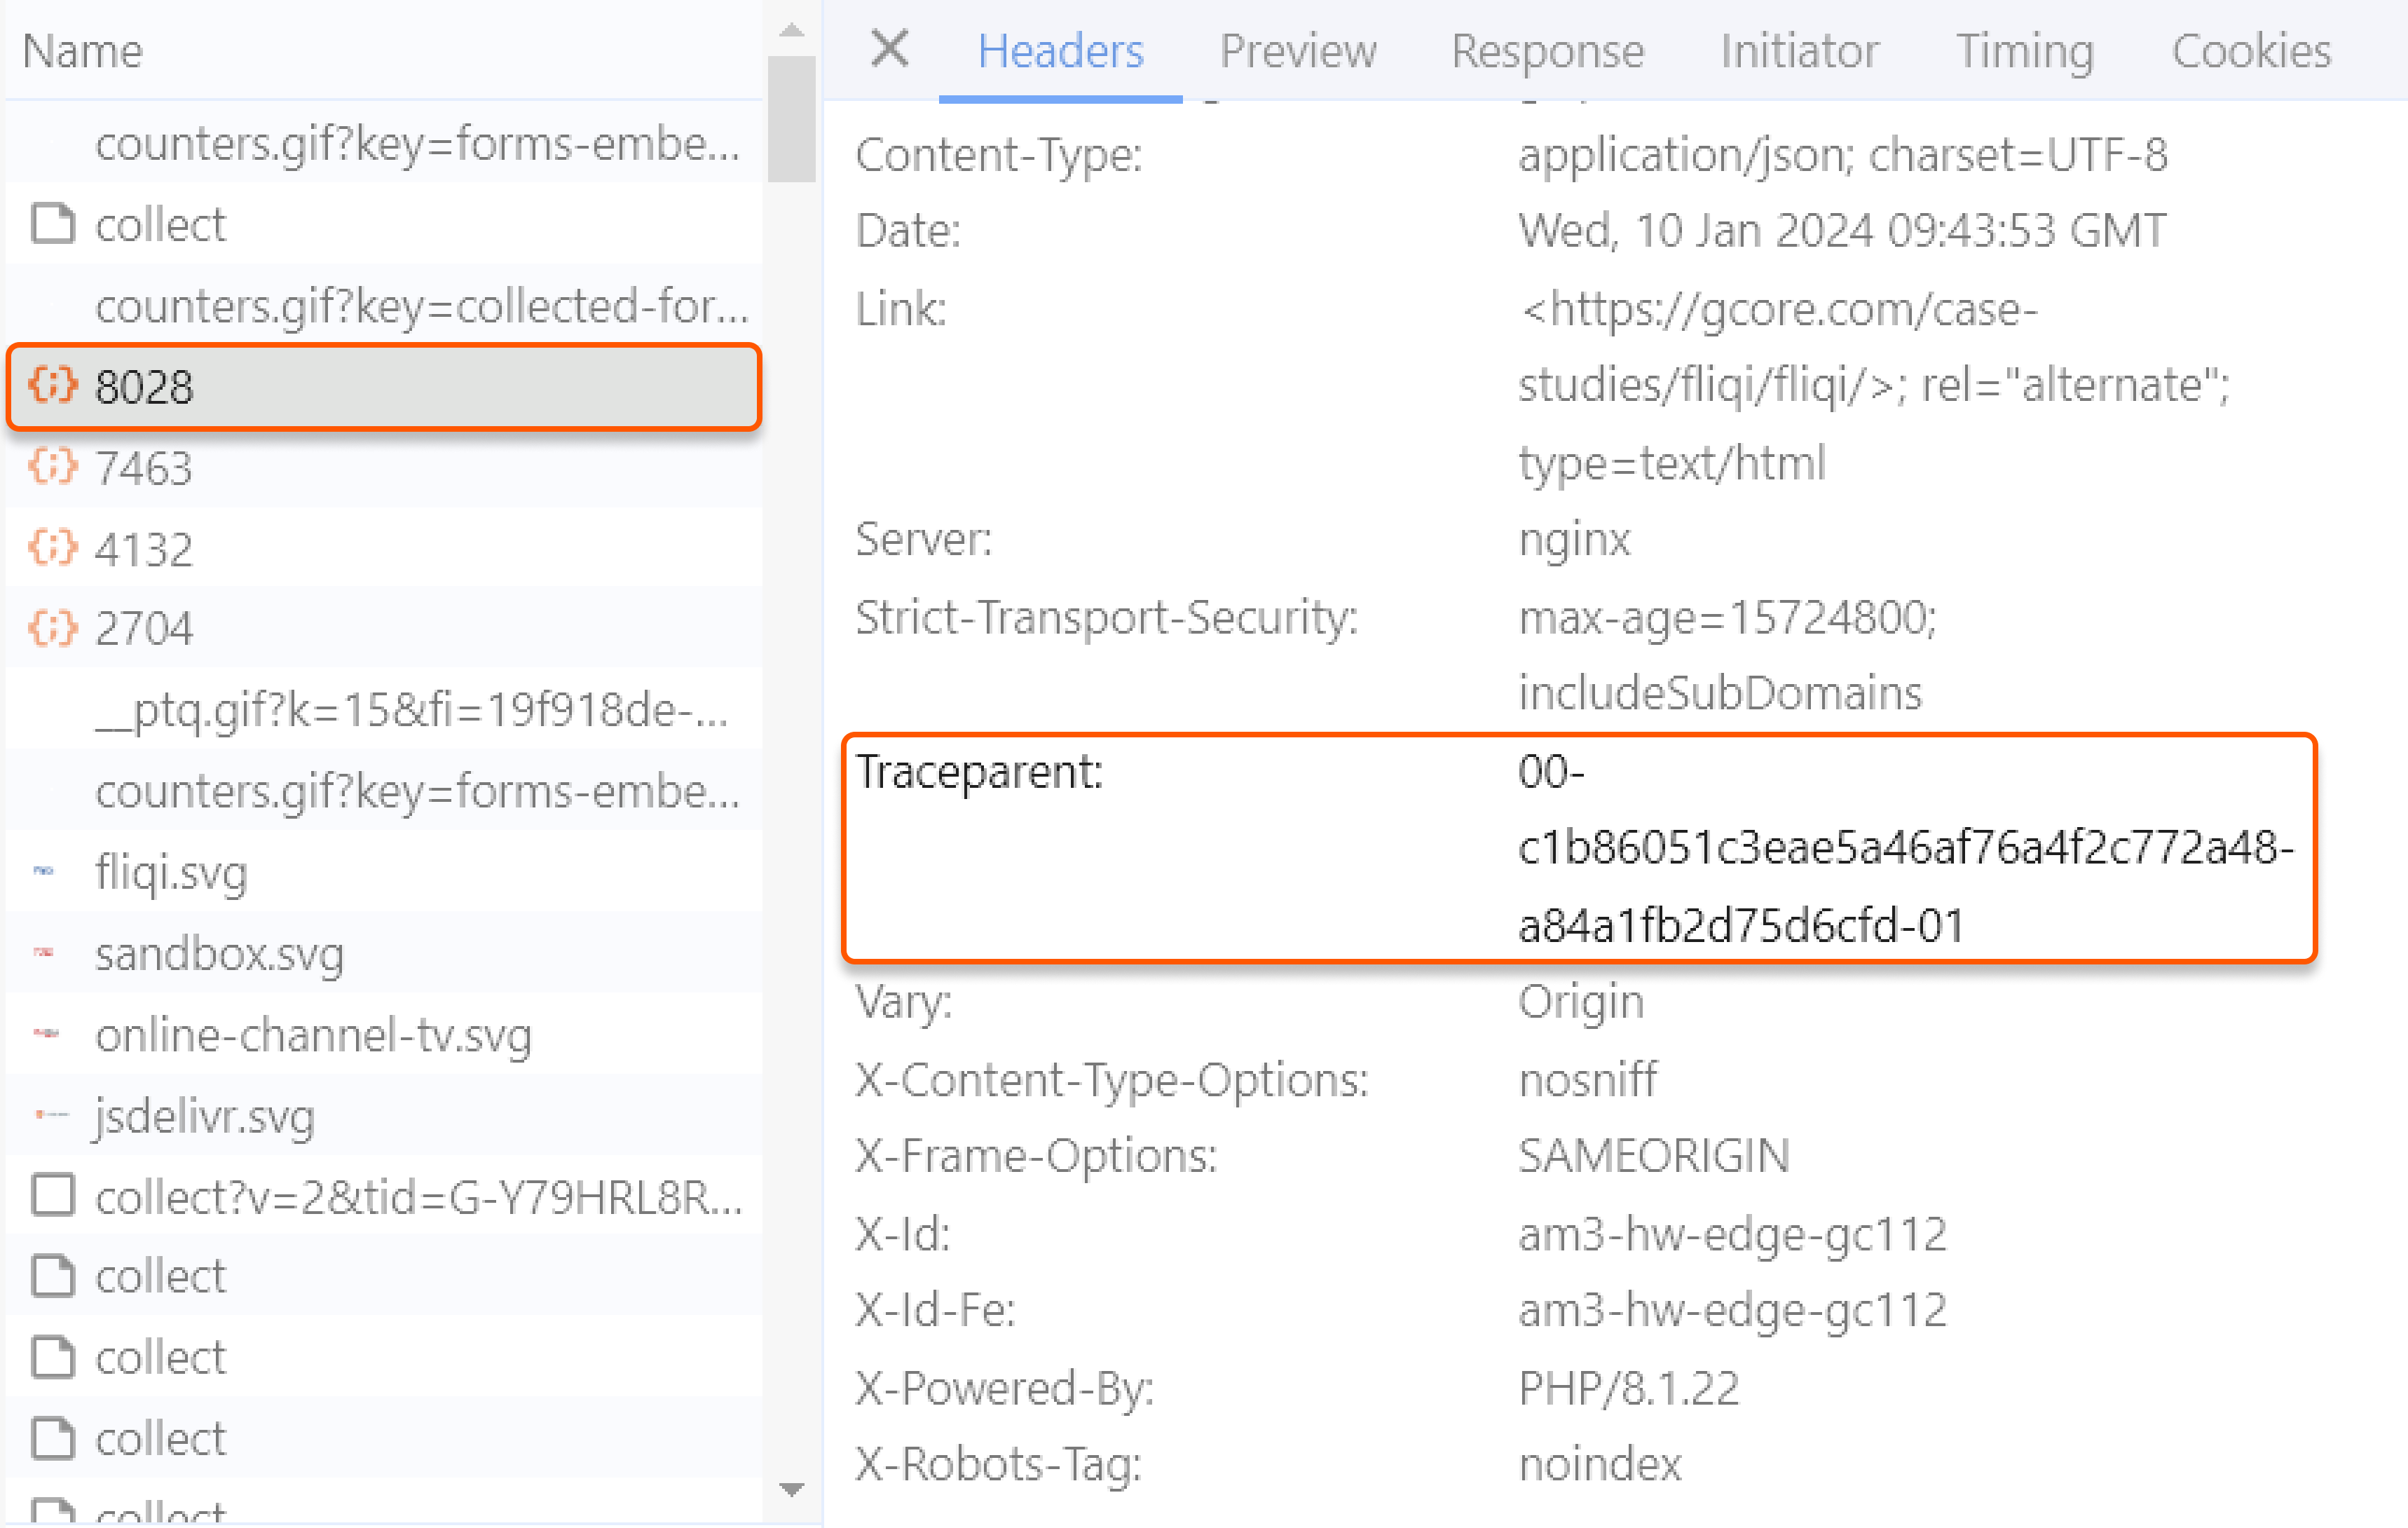 Name
counters.gif?key=forms-embe...
collect
counters.gif?key=collected-for...
8028
7463
4132
2704
__ptq.gif?k=15&fi=19f918de-...
counters.gif?key=forms-embe...
fliqi.svg
sandbox.svg
online-channel-tv.svg
jsdelivr.svg
collect?v=2&tid=G-Y79HRL8R...
collect
collect
collect
collect
Headers Preview Response Initiator Timing Cookies
Content-Type: application/json; charset=UTF-8
Date: Wed, 10 Jan 2024 09:43:53 GMT
Link: <https://gcore.com/case-
studies/fliqi/fliqi/>; rel="alternate";
type=text/html
Server: nginx
Strict-Transport-Security: max-age=15724800;
includeSubDomains
Traceparent: 00-
c1b86051c3eae5a46af76a4f2c772a48-
a84a1fb2d75d6cfd-01
Vary: Origin
X-Content-Type-Options: nosniff
X-Frame-Options: SAMEORIGIN
X-Id: am3-hw-edge-gc112
X-Id-Fe: am3-hw-edge-gc112
X-Powered-By: PHP/8.1.22
X-Robots-Tag: noindex